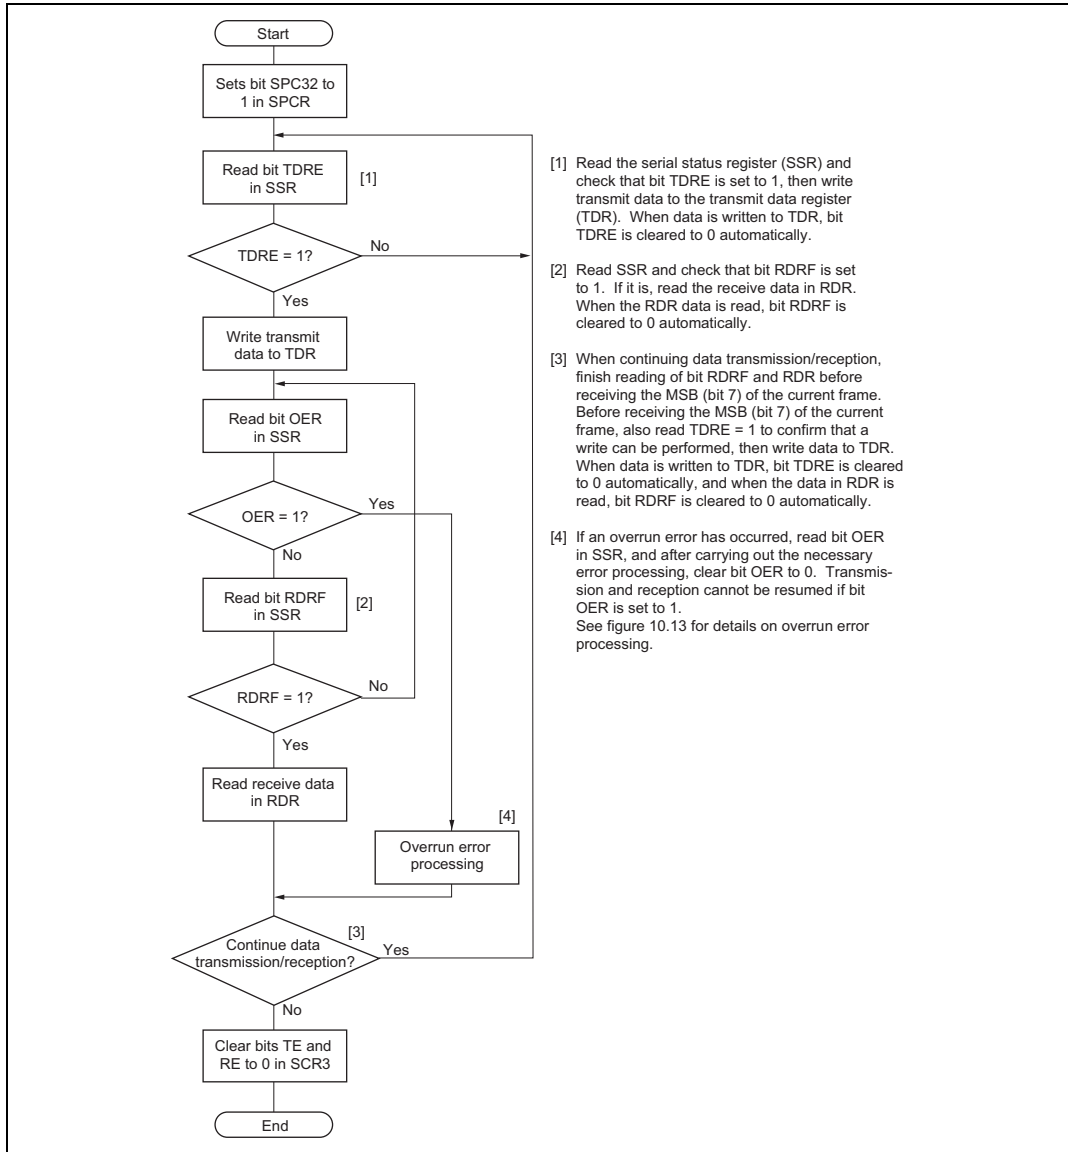 Start
Sets bit SPC32 to
1 in SPCR
Read bit TDRE
in SSR
[1]
TDRE = 1?
No
Yes
Write transmit
data to TDR
Read bit OER
in SSR
OER = 1?
Yes
No
Read bit RDRF
in SSR
[2]
RDRF = 1?
No
Yes
Read receive data
in RDR
[4]
Overrun error
processing
[3]
Continue data
transmission/reception?
Yes
No
Clear bits TE and
RE to 0 in SCR3
End
[1] Read the serial status register (SSR) and
check that bit TDRE is set to 1, then write
transmit data to the transmit data register
(TDR). When data is written to TDR, bit
TDRE is cleared to 0 automatically.
[2] Read SSR and check that bit RDRF is set
to 1. If it is, read the receive data in RDR.
When the RDR data is read, bit RDRF is
cleared to 0 automatically.
[3] When continuing data transmission/reception,
finish reading of bit RDRF and RDR before
receiving the MSB (bit 7) of the current frame.
Before receiving the MSB (bit 7) of the current
frame, also read TDRE = 1 to confirm that a
write can be performed, then write data to TDR.
When data is written to TDR, bit TDRE is cleared
to 0 automatically, and when the data in RDR is
read, bit RDRF is cleared to 0 automatically.
[4] If an overrun error has occurred, read bit OER
in SSR, and after carrying out the necessary
error processing, clear bit OER to 0. Transmis-
sion and reception cannot be resumed if bit
OER is set to 1.
See figure 10.13 for details on overrun error
processing.